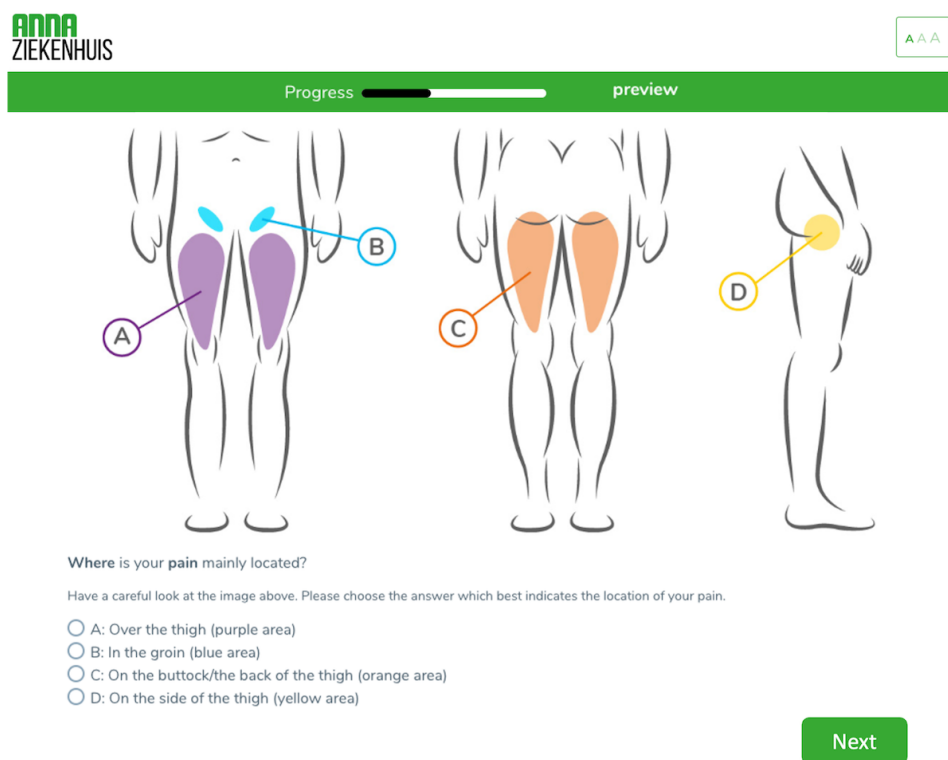 ANNA
ZIEKENHUIS
A A A
Progress
preview
A
B
C
D
Where is your pain mainly located?
Have a careful look at the image above. Please choose the answer which best indicates the location of your pain.
A: Over the thigh (purple area)
B: In the groin (blue area)
C: On the buttock/the back of the thigh (orange area)
D: On the side of the thigh (yellow area)
Next